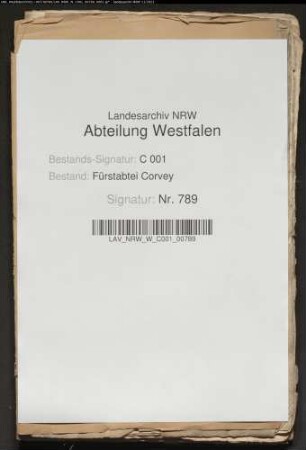 Landesarchiv NRW
Abteilung Westfalen
Bestands-Signatur: C 001
Bestand: Fürstabtei Corvey
Signatur: Nr. 789
LAV_NRW_W_C001_00789